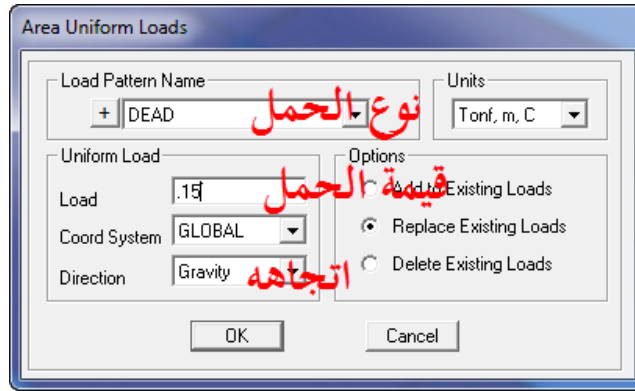 Area Uniform Loads
Load Pattern Name
Units
+ DEAD
نوع الحمل
Tonf, m, C
Uniform Load
Options
Load .15
قيمة الحمل
Add to Existing Loads
Coord System GLOBAL
Replace Existing Loads
Direction Gravity
اتجاهه
Delete Existing Loads
OK
Cancel